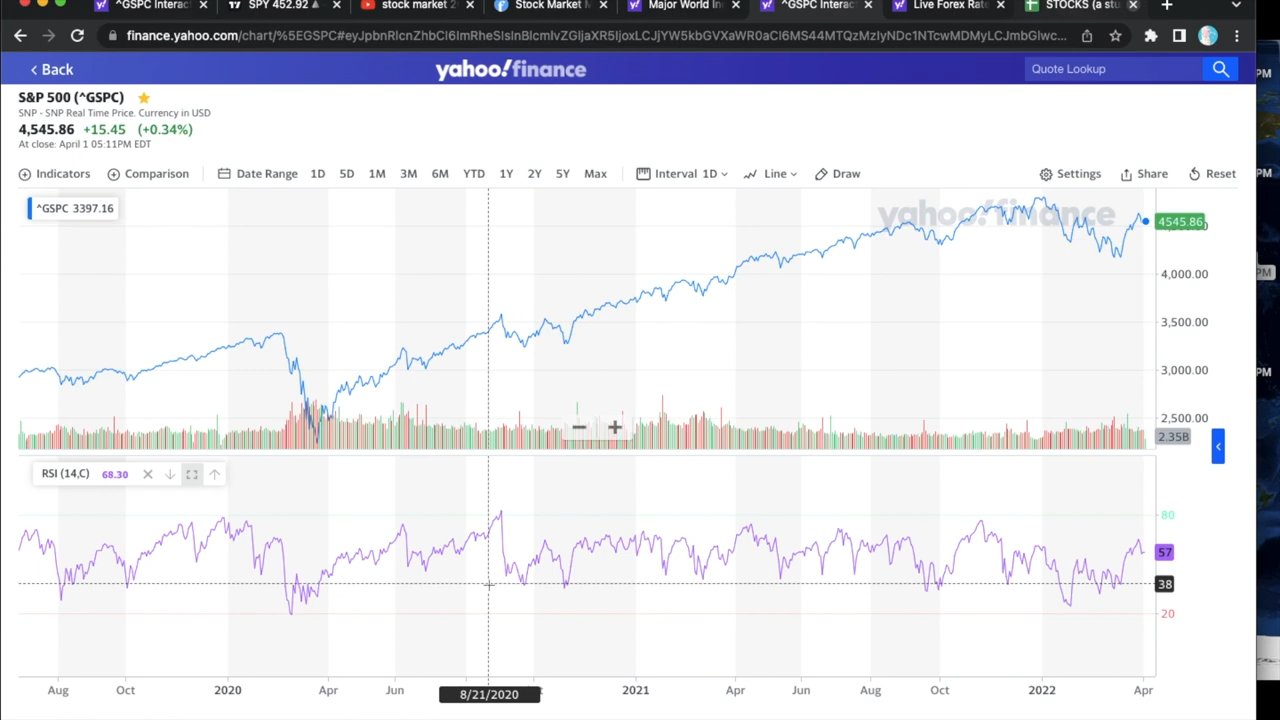 ^GSPC Interac
SPY 452.92
stock market 2
Stock Market
Major World In
^GSPC Interac
Live Forex Rate
STOCKS (a stu
finance.yahoo.com/chart/%5EGSPC#
Back
yahoo!finance
Quote Lookup
S&P 500 (^GSPC)
SNP - SNP Real Time Price. Currency in USD
4,545.86 +15.45 (+0.34%)
At close: April 1 05:11PM EDT
Indicators Comparison Date Range 1D 5D 1M 3M 6M YTD 1Y 2Y 5Y Max Interval 1D Line Draw Settings Share Reset
^GSPC 3397.16
yahoo!finance
4545.86
4,000.00
3,500.00
3,000.00
2,500.00
2.35B
RSI (14,C) 68.30
80
57
38
20
Aug Oct 2020 Apr Jun 8/21/2020 2021 Apr Jun Aug Oct 2022 Apr
PM
PM
PM
PM